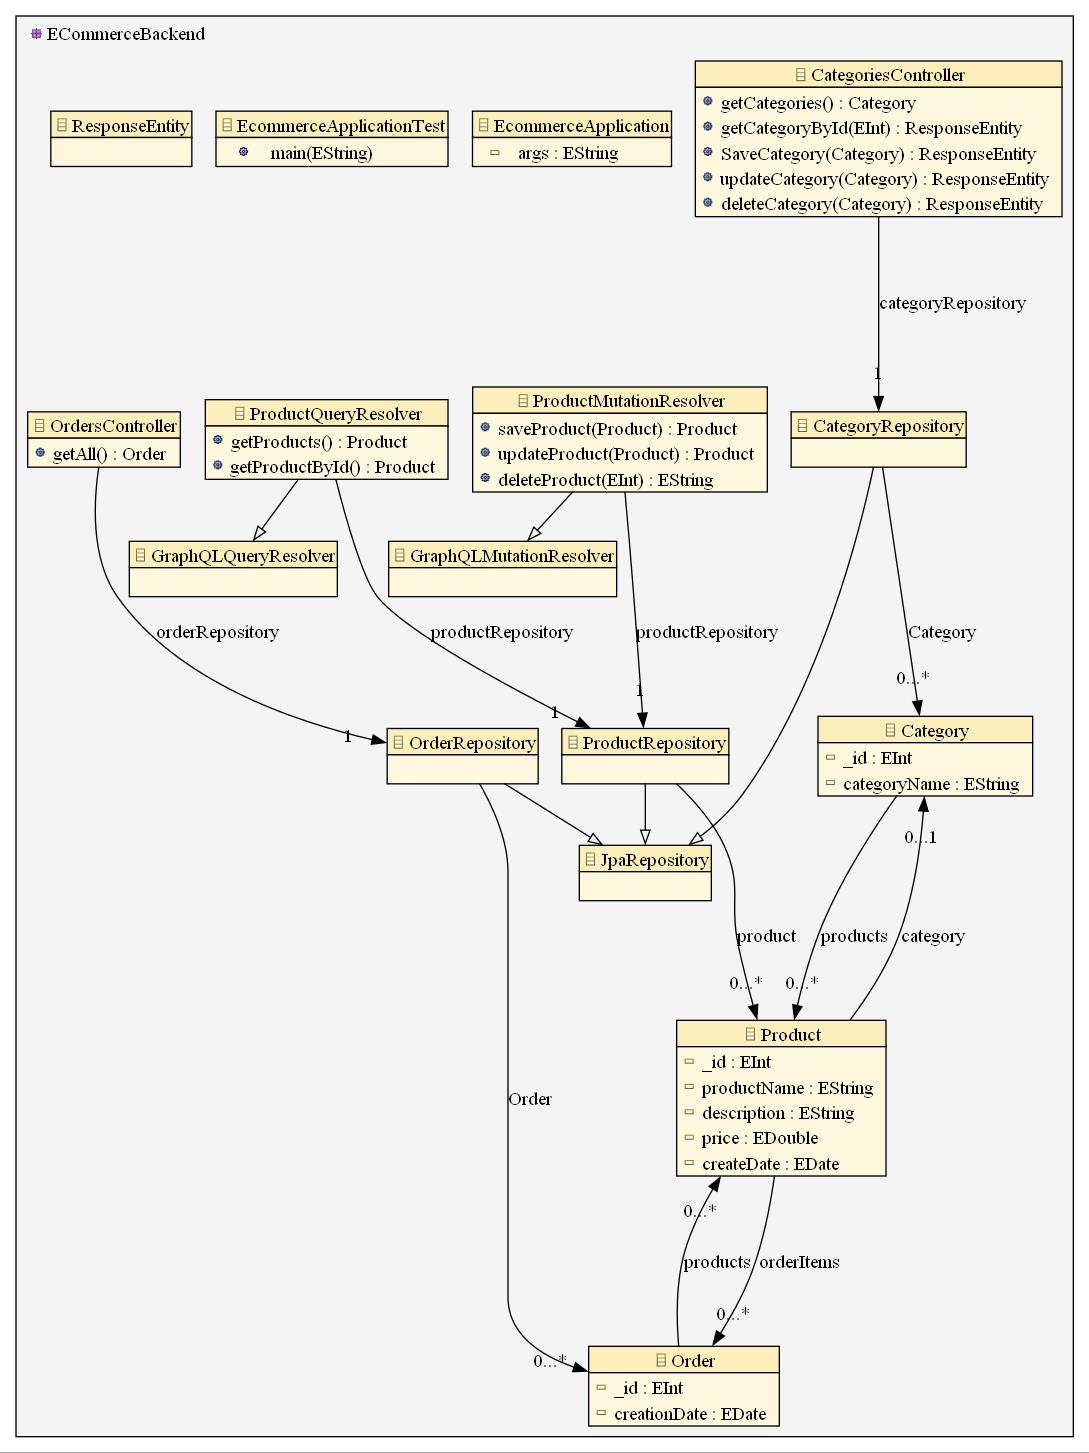 ECommerceBackend
CategoriesController
getCategories() : Category
getCategoryById(EInt) : ResponseEntity
SaveCategory(Category) : ResponseEntity
updateCategory(Category) : ResponseEntity
deleteCategory(Category) : ResponseEntity
ResponseEntity
EcommerceApplicationTest
main(EString)
EcommerceApplication
args : EString
categoryRepository
1
OrdersController
getAll() : Order
ProductQueryResolver
getProducts() : Product
getProductById() : Product
ProductMutationResolver
saveProduct(Product) : Product
updateProduct(Product) : Product
deleteProduct(EInt) : EString
CategoryRepository
GraphQLQueryResolver
GraphQLMutationResolver
orderRepository
productRepository
productRepository
Category
0...*
1
1
1
OrderRepository
ProductRepository
Category
_id : EInt
categoryName : EString
JpaRepository
0...1
product
products
category
0...*
0...*
Product
_id : EInt
productName : EString
description : EString
price : EDouble
createDate : EDate
Order
0...*
products
orderItems
0...*
0...*
Order
_id : EInt
creationDate : EDate